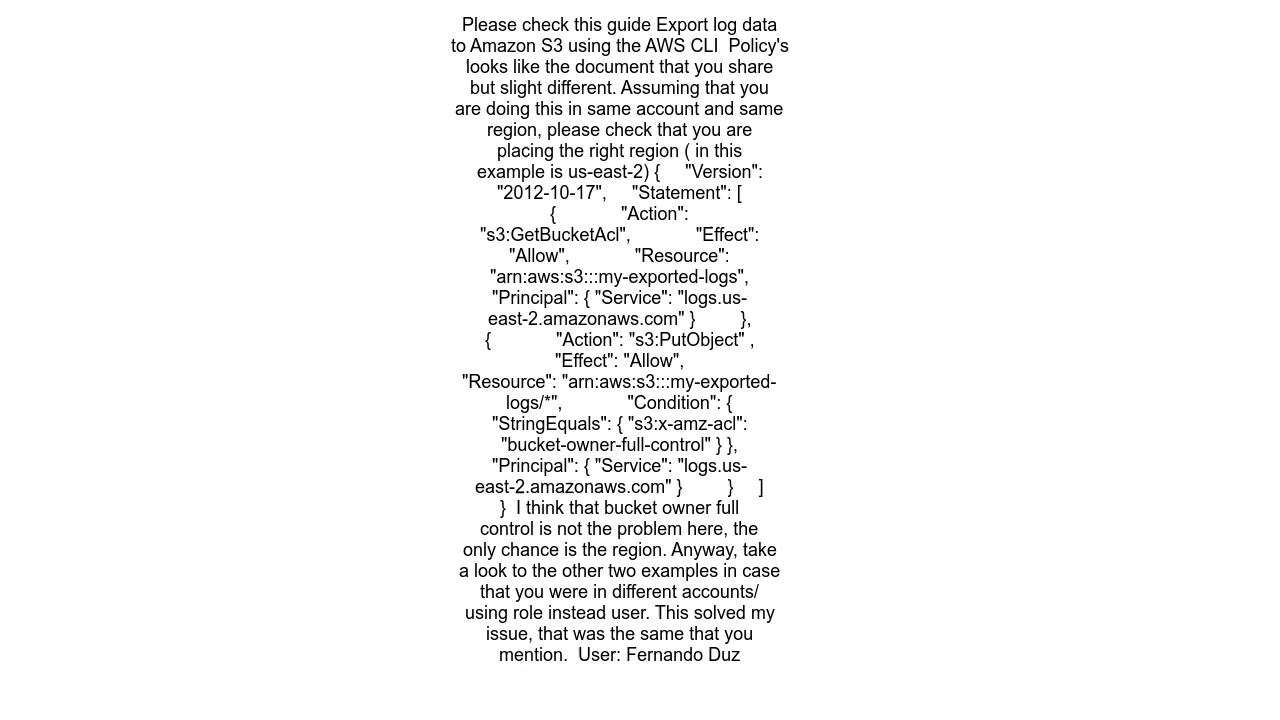 Please check this guide Export log data
to Amazon S3 using the AWS CLI  Policy's
looks like the document that you share
but slight different. Assuming that you
are doing this in same account and same
region, please check that you are
placing the right region ( in this
example is us-east-2) {     "Version":
"2012-10-17",     "Statement": [
{             "Action":
"s3:GetBucketAcl",             "Effect":
"Allow",             "Resource":
"arn:aws:s3:::my-exported-logs",
"Principal": { "Service": "logs.us-
east-2.amazonaws.com" }         },
{             "Action": "s3:PutObject" ,
"Effect": "Allow",
"Resource": "arn:aws:s3:::my-exported-
logs/*",             "Condition": {
"StringEquals": { "s3:x-amz-acl":
"bucket-owner-full-control" } },
"Principal": { "Service": "logs.us-
east-2.amazonaws.com" }         }     ]
}  I think that bucket owner full
control is not the problem here, the
only chance is the region. Anyway, take
a look to the other two examples in case
that you were in different accounts/
using role instead user. This solved my
issue, that was the same that you
mention.  User: Fernando Duz